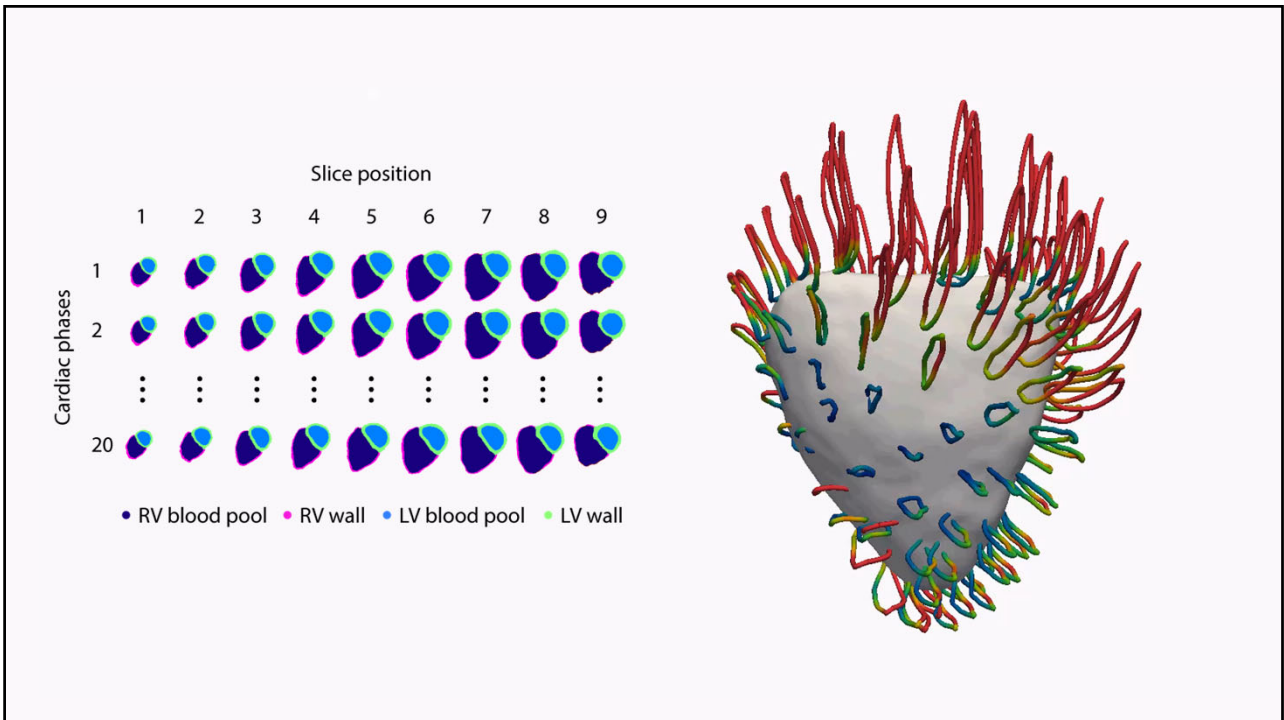 Slice position
1 2 3 4 5 6 7 8 9
Cardiac phases
1
2
20
RV blood pool RV wall LV blood pool LV wall